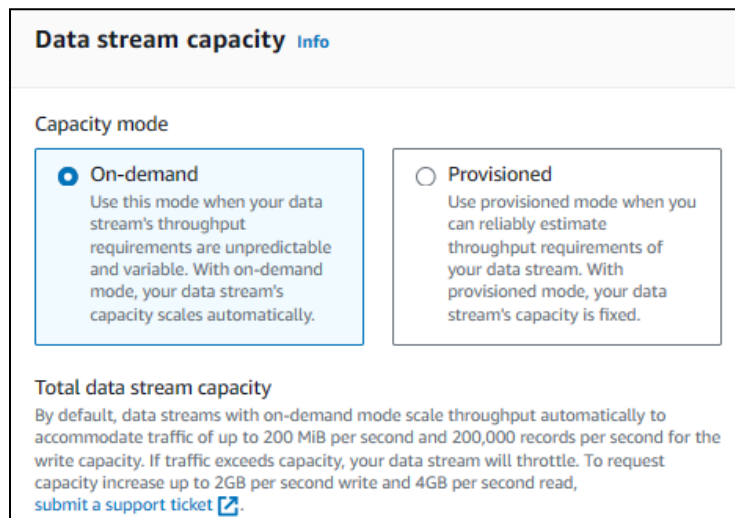 Data stream capacity Info
Capacity mode
On-demand
Use this mode when your data
stream's throughput
requirements are unpredictable
and variable. With on-demand
mode, your data stream's
capacity scales automatically.
Provisioned
Use provisioned mode when you
can reliably estimate
throughput requirements of
your data stream. With
provisioned mode, your data
stream's capacity is fixed.
Total data stream capacity
By default, data streams with on-demand mode scale throughput automatically to
accommodate traffic of up to 200 MiB per second and 200,000 records per second for the
write capacity. If traffic exceeds capacity, your data stream will throttle. To request
capacity increase up to 2GB per second write and 4GB per second read,
submit a support ticket.